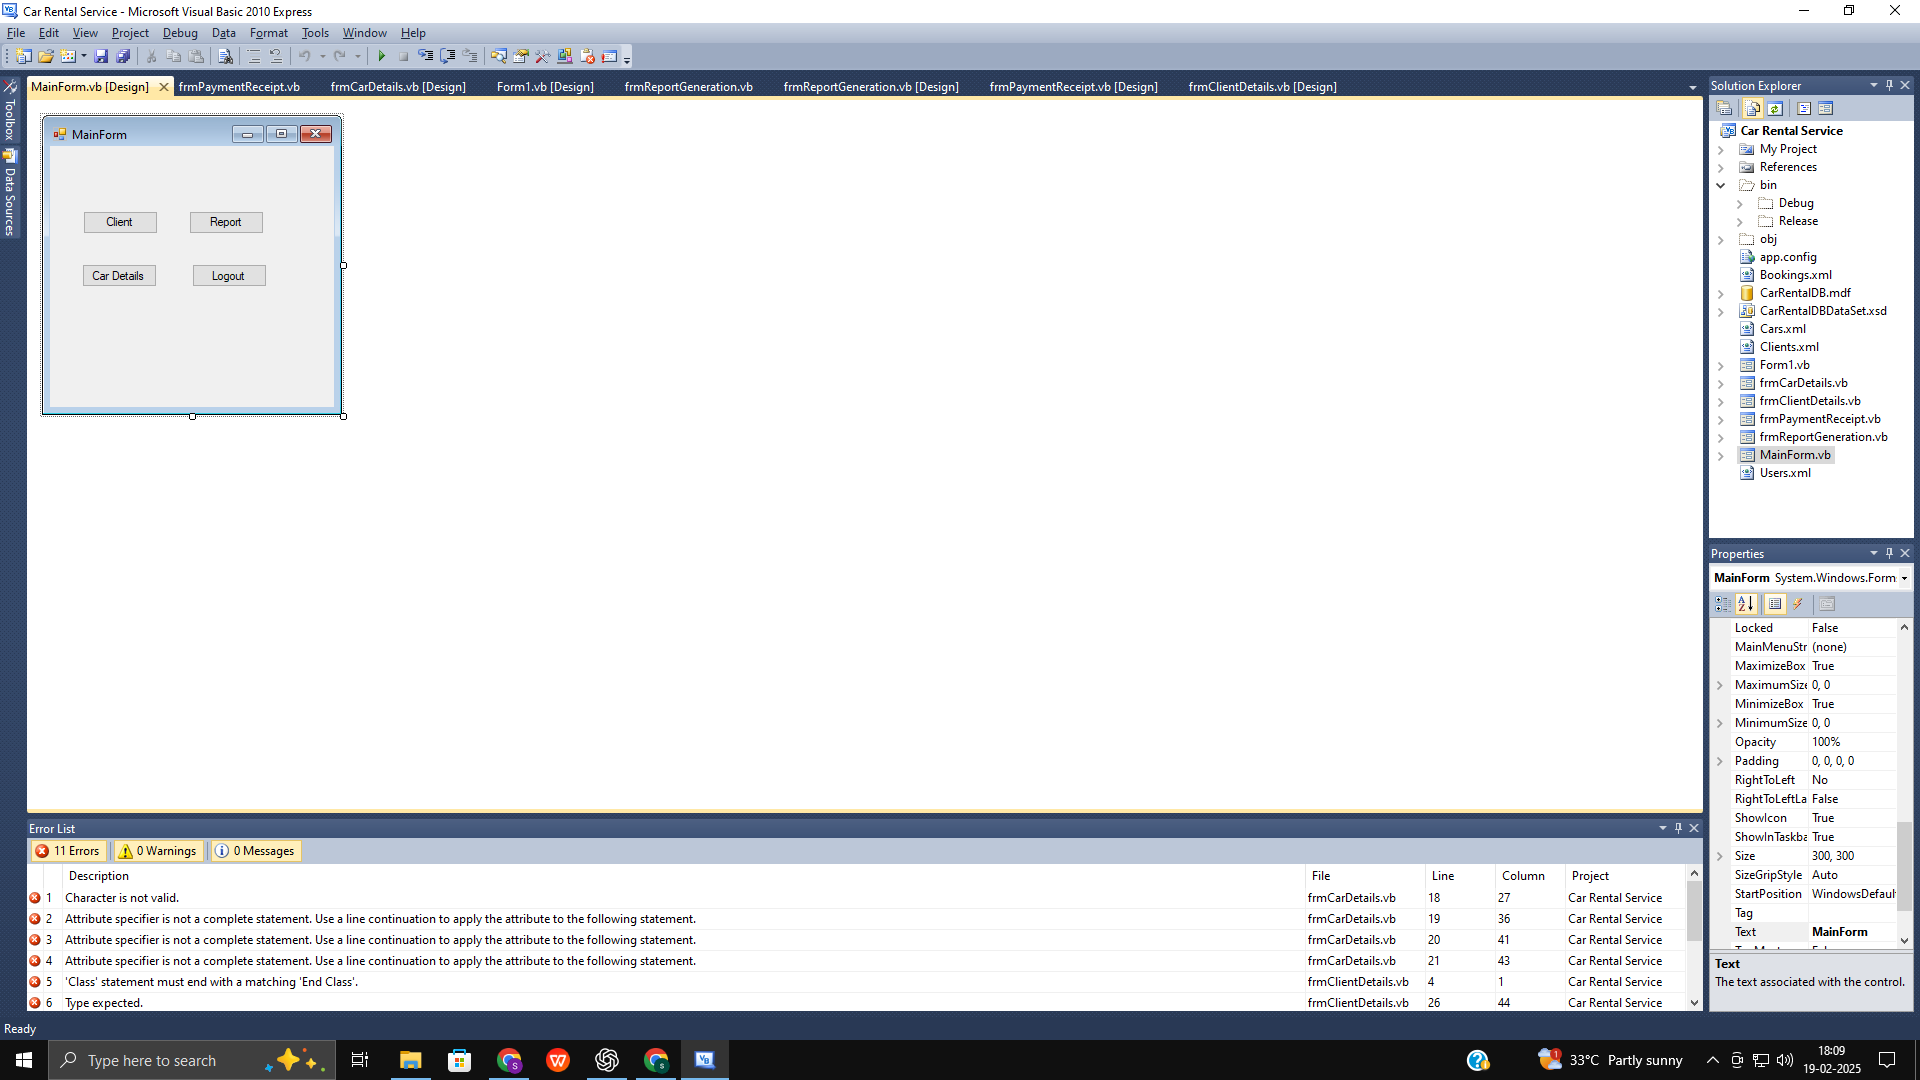 Car Rental Service - Microsoft Visual Basic 2010 Express
File Edit View Project Debug Data Format Tools Window Help
Toolbox
Data Sources
MainForm.vb [Design] frmPaymentReceipt.vb frmCarDetails.vb [Design] Form1.vb [Design] frmReportGeneration.vb frmReportGeneration.vb [Design] frmPaymentReceipt.vb [Design] frmClientDetails.vb [Design]
MainForm
Client Report
Car Details Logout
Solution Explorer
Car Rental Service
My Project
References
bin
Debug
Release
obj
app.config
Bookings.xml
CarRentalDB.mdf
CarRentalDBDataSet.xsd
Cars.xml
Clients.xml
Form1.vb
frmCarDetails.vb
frmClientDetails.vb
frmPaymentReceipt.vb
frmReportGeneration.vb
MainForm.vb
Users.xml
Properties
MainForm System.Windows.Form
Locked False
MainMenuStr (none)
MaximizeBox True
MaximumSize 0, 0
MinimizeBox True
MinimumSize 0, 0
Opacity 100%
Padding 0, 0, 0, 0
RightToLeft No
RightToLeftLa False
ShowIcon True
ShowInTaskba True
Size 300, 300
SizeGripStyle Auto
StartPosition WindowsDefaul
Tag
Text MainForm
Text
The text associated with the control.
Error List
11 Errors 0 Warnings 0 Messages
Description File Line Column Project
1 Character is not valid. frmCarDetails.vb 18 27 Car Rental Service
2 Attribute specifier is not a complete statement. Use a line continuation to apply the attribute to the following statement. frmCarDetails.vb 19 36 Car Rental Service
3 Attribute specifier is not a complete statement. Use a line continuation to apply the attribute to the following statement. frmCarDetails.vb 20 41 Car Rental Service
4 Attribute specifier is not a complete statement. Use a line continuation to apply the attribute to the following statement. frmCarDetails.vb 21 43 Car Rental Service
5 'Class' statement must end with a matching 'End Class'. frmClientDetails.vb 4 1 Car Rental Service
6 Type expected. frmClientDetails.vb 26 44 Car Rental Service
Ready
Type here to search
1 33°C Partly sunny
18:09
19-02-2025